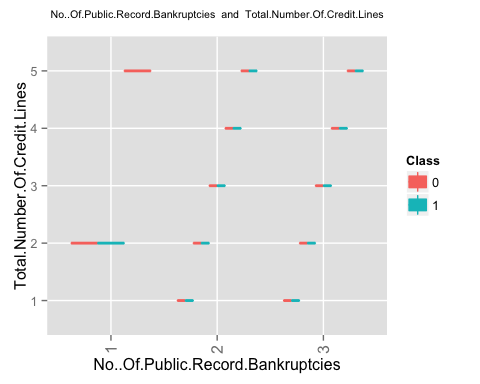 No..Of.Public.Record.Bankruptcies and Total.Number.Of.Credit.Lines
Total.Number.Of.Credit.Lines
5
4
3
2
1
1
2
3
No..Of.Public.Record.Bankruptcies
Class
0
1